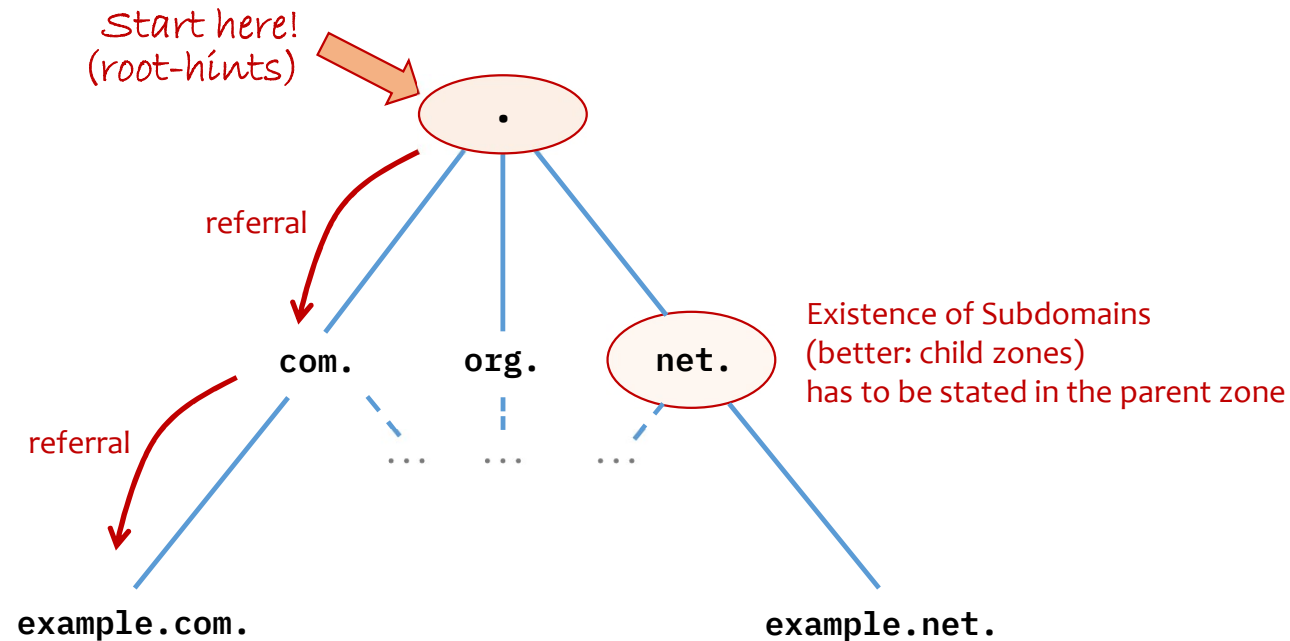 Start here!
(root-hints)
.
referral
Existence of Subdomains
(better: child zones)
has to be stated in the parent zone
com.
org.
net.
referral
...
...
...
example.com.
example.net.